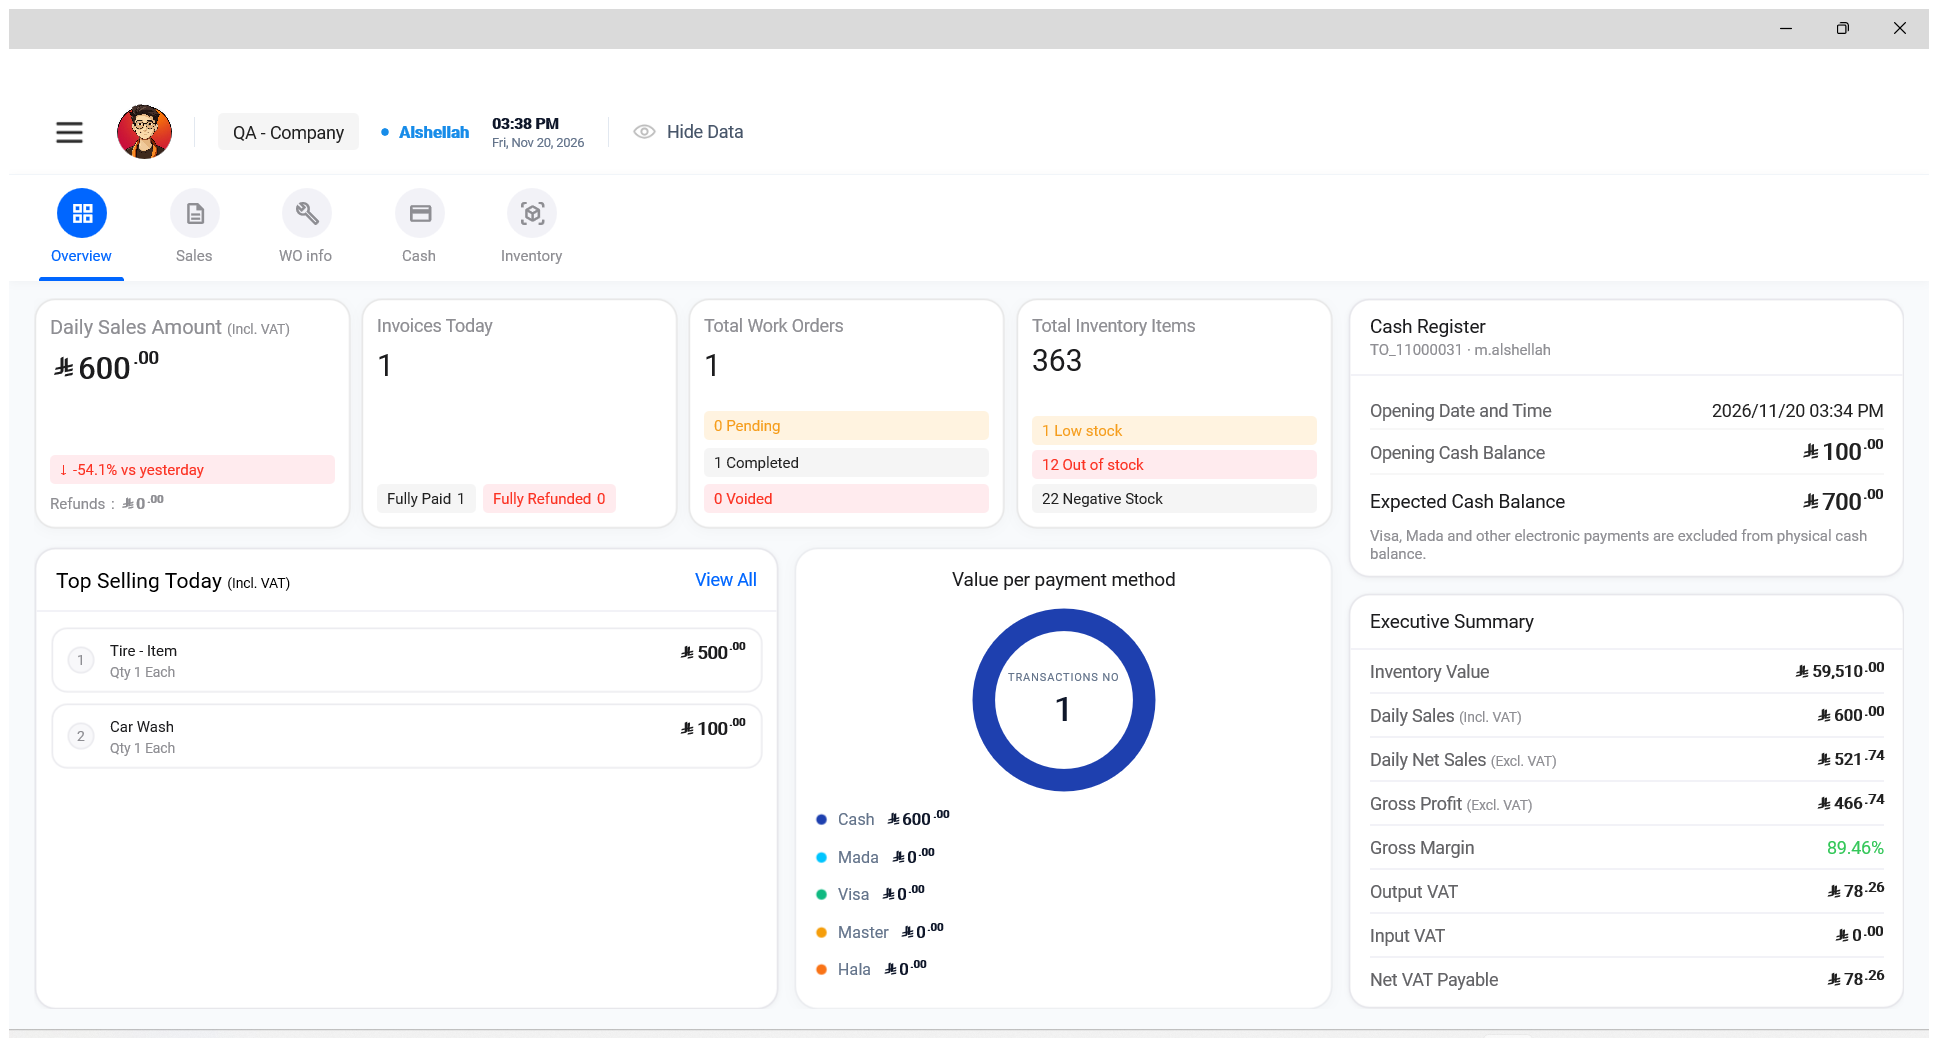 QA - Company
Alshellah
03:38 PM
Fri, Nov 20, 2026
Hide Data
Overview
Sales
WO info
Cash
Inventory
Daily Sales Amount (Incl. VAT)
⃁ 600.00
↓ -54.1% vs yesterday
Refunds : ⃁ 0.00
Invoices Today
1
Fully Paid 1
Fully Refunded 0
Total Work Orders
1
0 Pending
1 Completed
0 Voided
Total Inventory Items
363
1 Low stock
12 Out of stock
22 Negative Stock
Cash Register
TO_11000031 · m.alshellah
Opening Date and Time 2026/11/20 03:34 PM
Opening Cash Balance ⃁ 100.00
Expected Cash Balance ⃁ 700.00
Visa, Mada and other electronic payments are excluded from physical cash
balance.
Top Selling Today (Incl. VAT)
View All
1 Tire - Item ⃁ 500.00
Qty 1 Each
2 Car Wash ⃁ 100.00
Qty 1 Each
Value per payment method
TRANSACTIONS NO
1
Cash ⃁ 600.00
Mada ⃁ 0.00
Visa ⃁ 0.00
Master ⃁ 0.00
Hala ⃁ 0.00
Executive Summary
Inventory Value ⃁ 59,510.00
Daily Sales (Incl. VAT) ⃁ 600.00
Daily Net Sales (Excl. VAT) ⃁ 521.74
Gross Profit (Excl. VAT) ⃁ 466.74
Gross Margin 89.46%
Output VAT ⃁ 78.26
Input VAT ⃁ 0.00
Net VAT Payable ⃁ 78.26